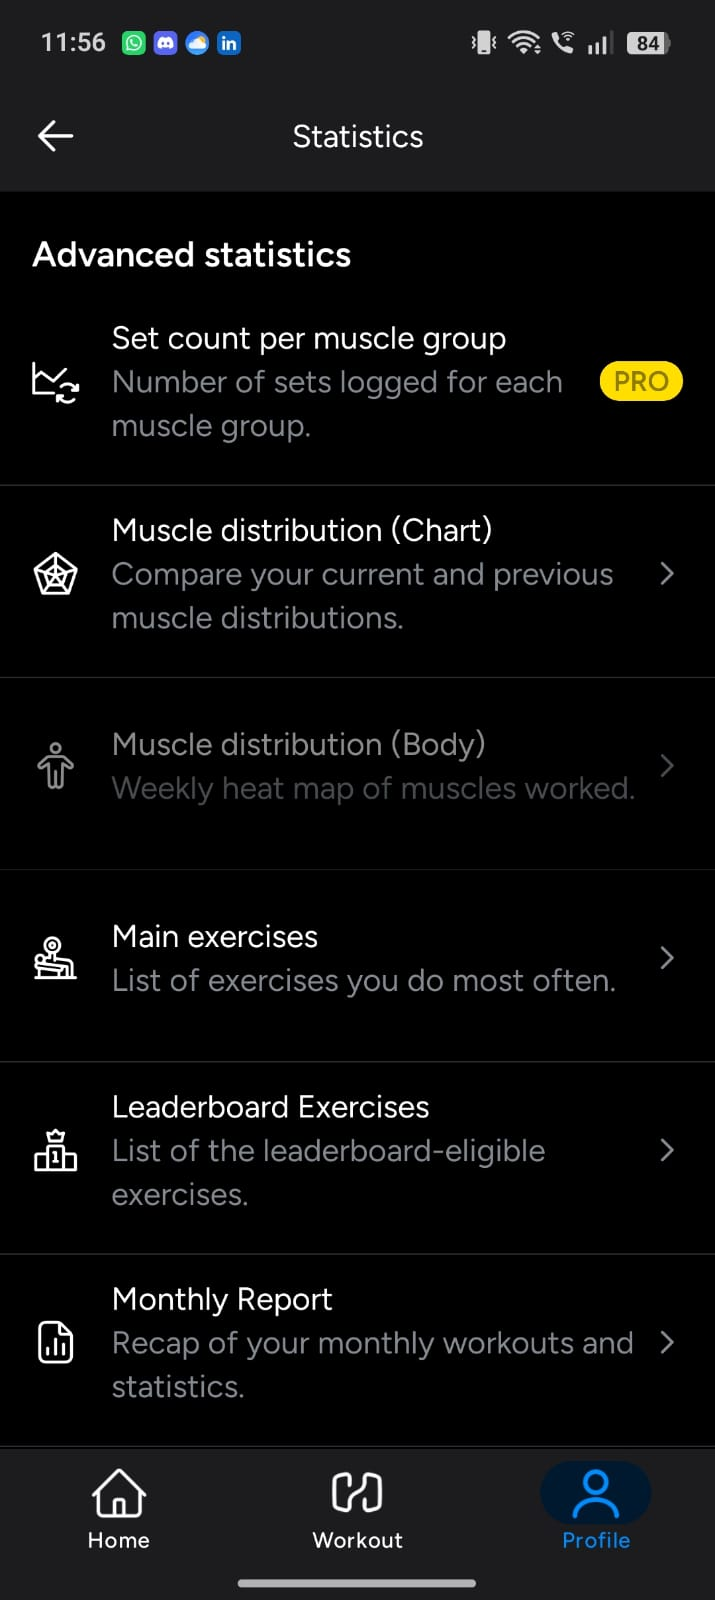 11:56
84
Statistics
Advanced statistics
Set count per muscle group
Number of sets logged for each
muscle group.
PRO
Muscle distribution (Chart)
Compare your current and previous
muscle distributions.
Muscle distribution (Body)
Weekly heat map of muscles worked.
Main exercises
List of exercises you do most often.
Leaderboard Exercises
List of the leaderboard-eligible
exercises.
Monthly Report
Recap of your monthly workouts and
statistics.
Home
Workout
Profile